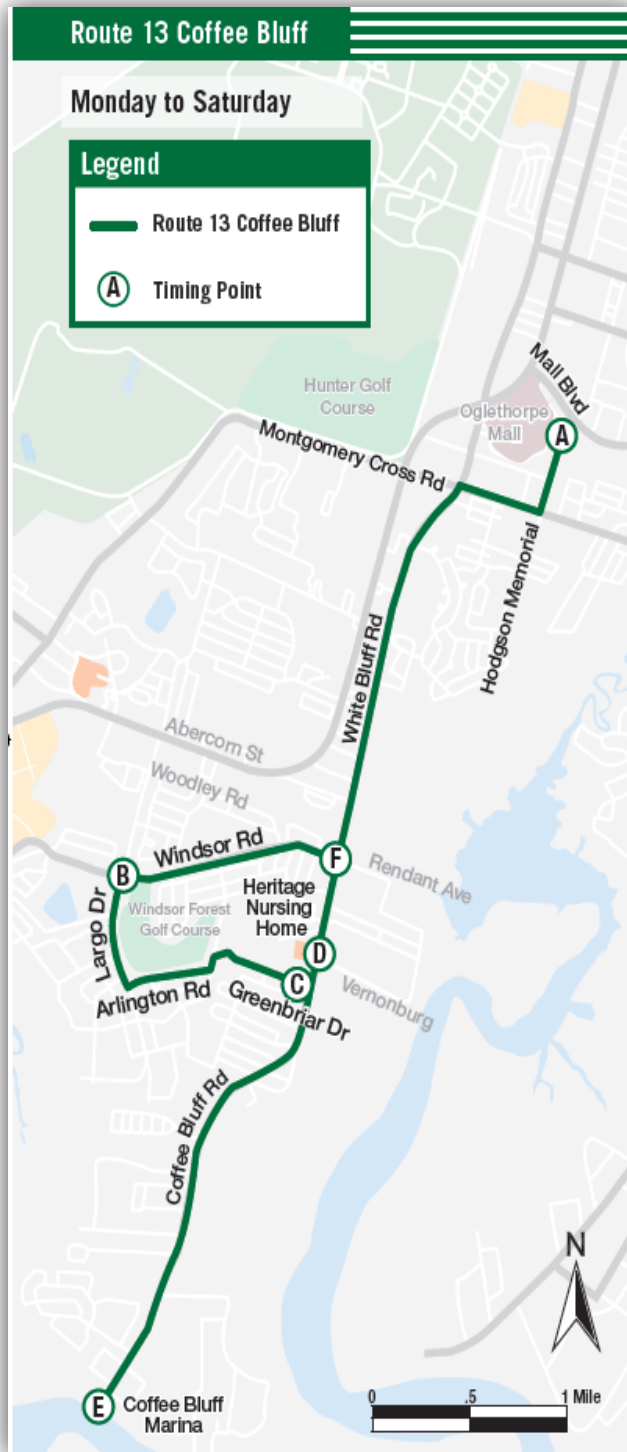 Route 13 Coffee Bluff
Monday to Saturday
Legend
Route 13 Coffee Bluff
A
Timing Point
Mall Blvd
Hunter Golf
Course
Oglethorpe
Mall
A
Montgomery Cross Rd
Hodgson Memorial
White Bluff Rd
Abercorn St
Woodley Rd
Windsor Rd
F
Rendant Ave
B
Heritage
Nursing
Home
Largo Dr
Windsor Forest
Golf Course
D
C
Arlington Rd
Greenbriar Dr
Vernonburg
Coffee Bluff Rd
N
E
Coffee Bluff
Marina
0 .5 1 Mile